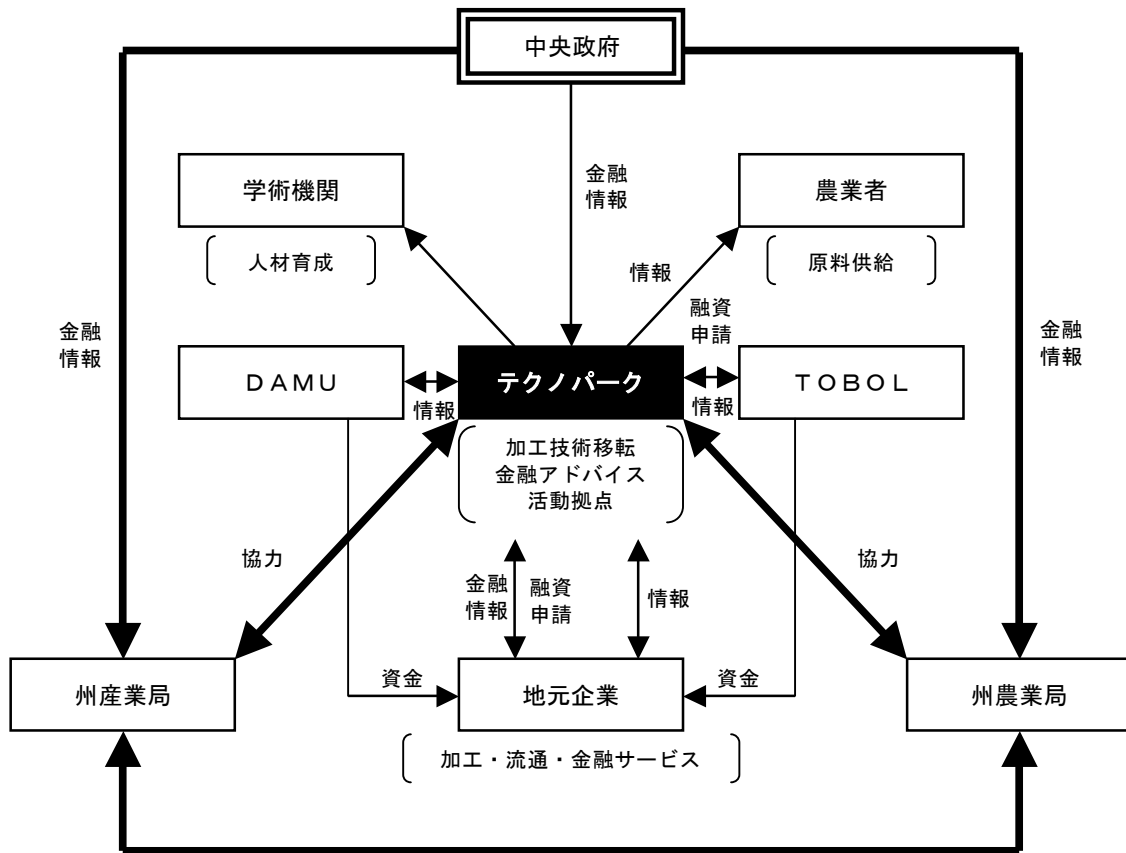 中央政府
金融
情報
学術機関
農業者
人材育成
情報
原料供給
融資
申請
金融
情報
金融
情報
ＤＡＭＵ
テクノパーク
ＴＯＢＯＬ
情報
情報
加工技術移転
金融アドバイス
活動拠点
協力
協力
金融
情報
融資
申請
情報
州産業局
資金
地元企業
資金
州農業局
加工・流通・金融サービス